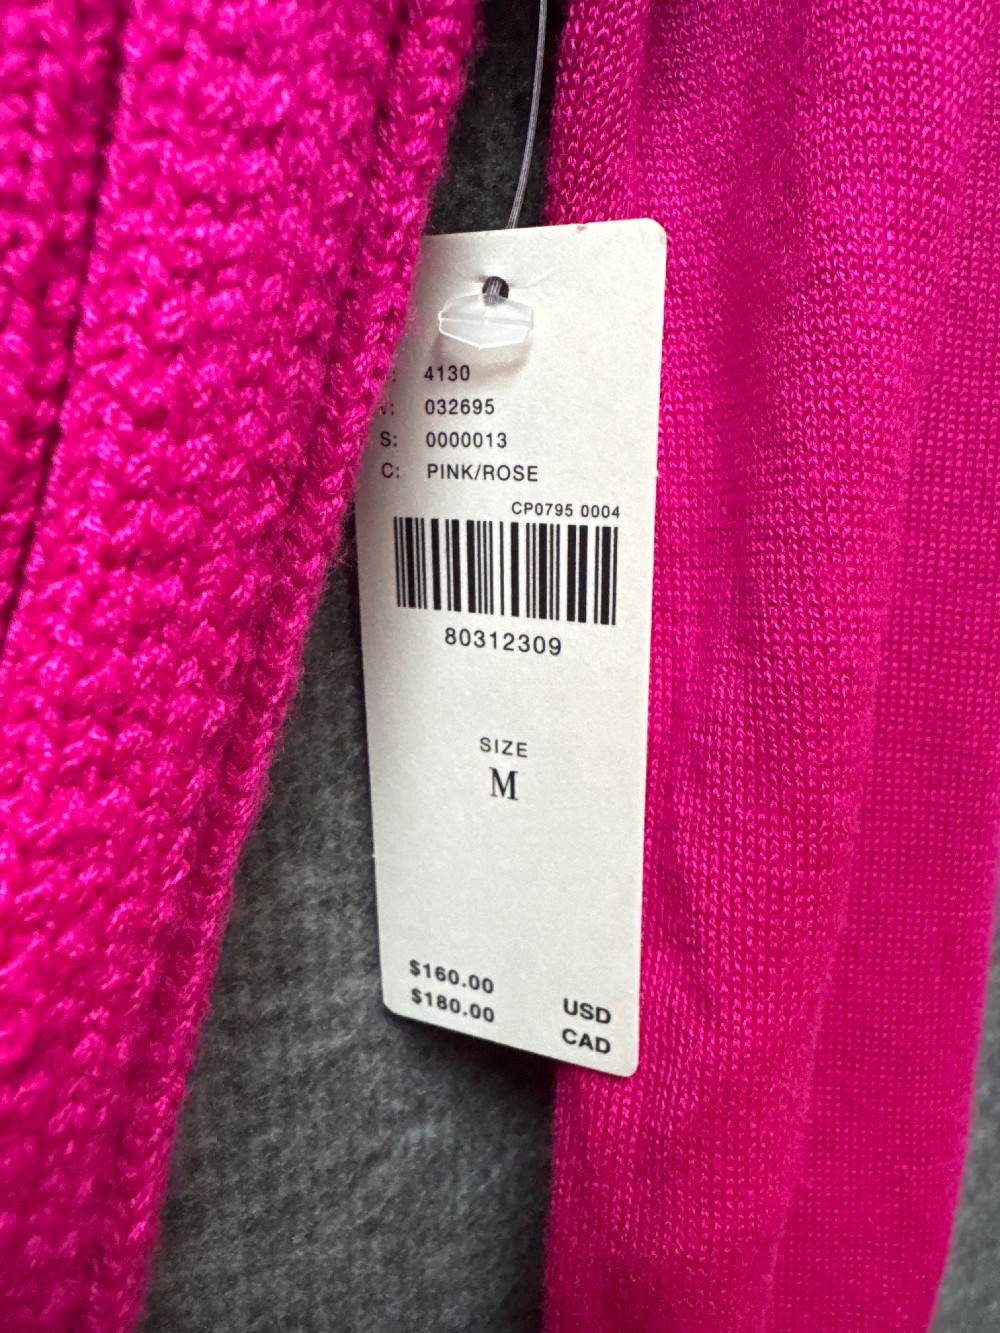 : 4130
V: 032695
S: 0000013
C: PINK/ROSE
CP0795 0004
80312309
SIZE
M
$160.00 USD
$180.00 CAD